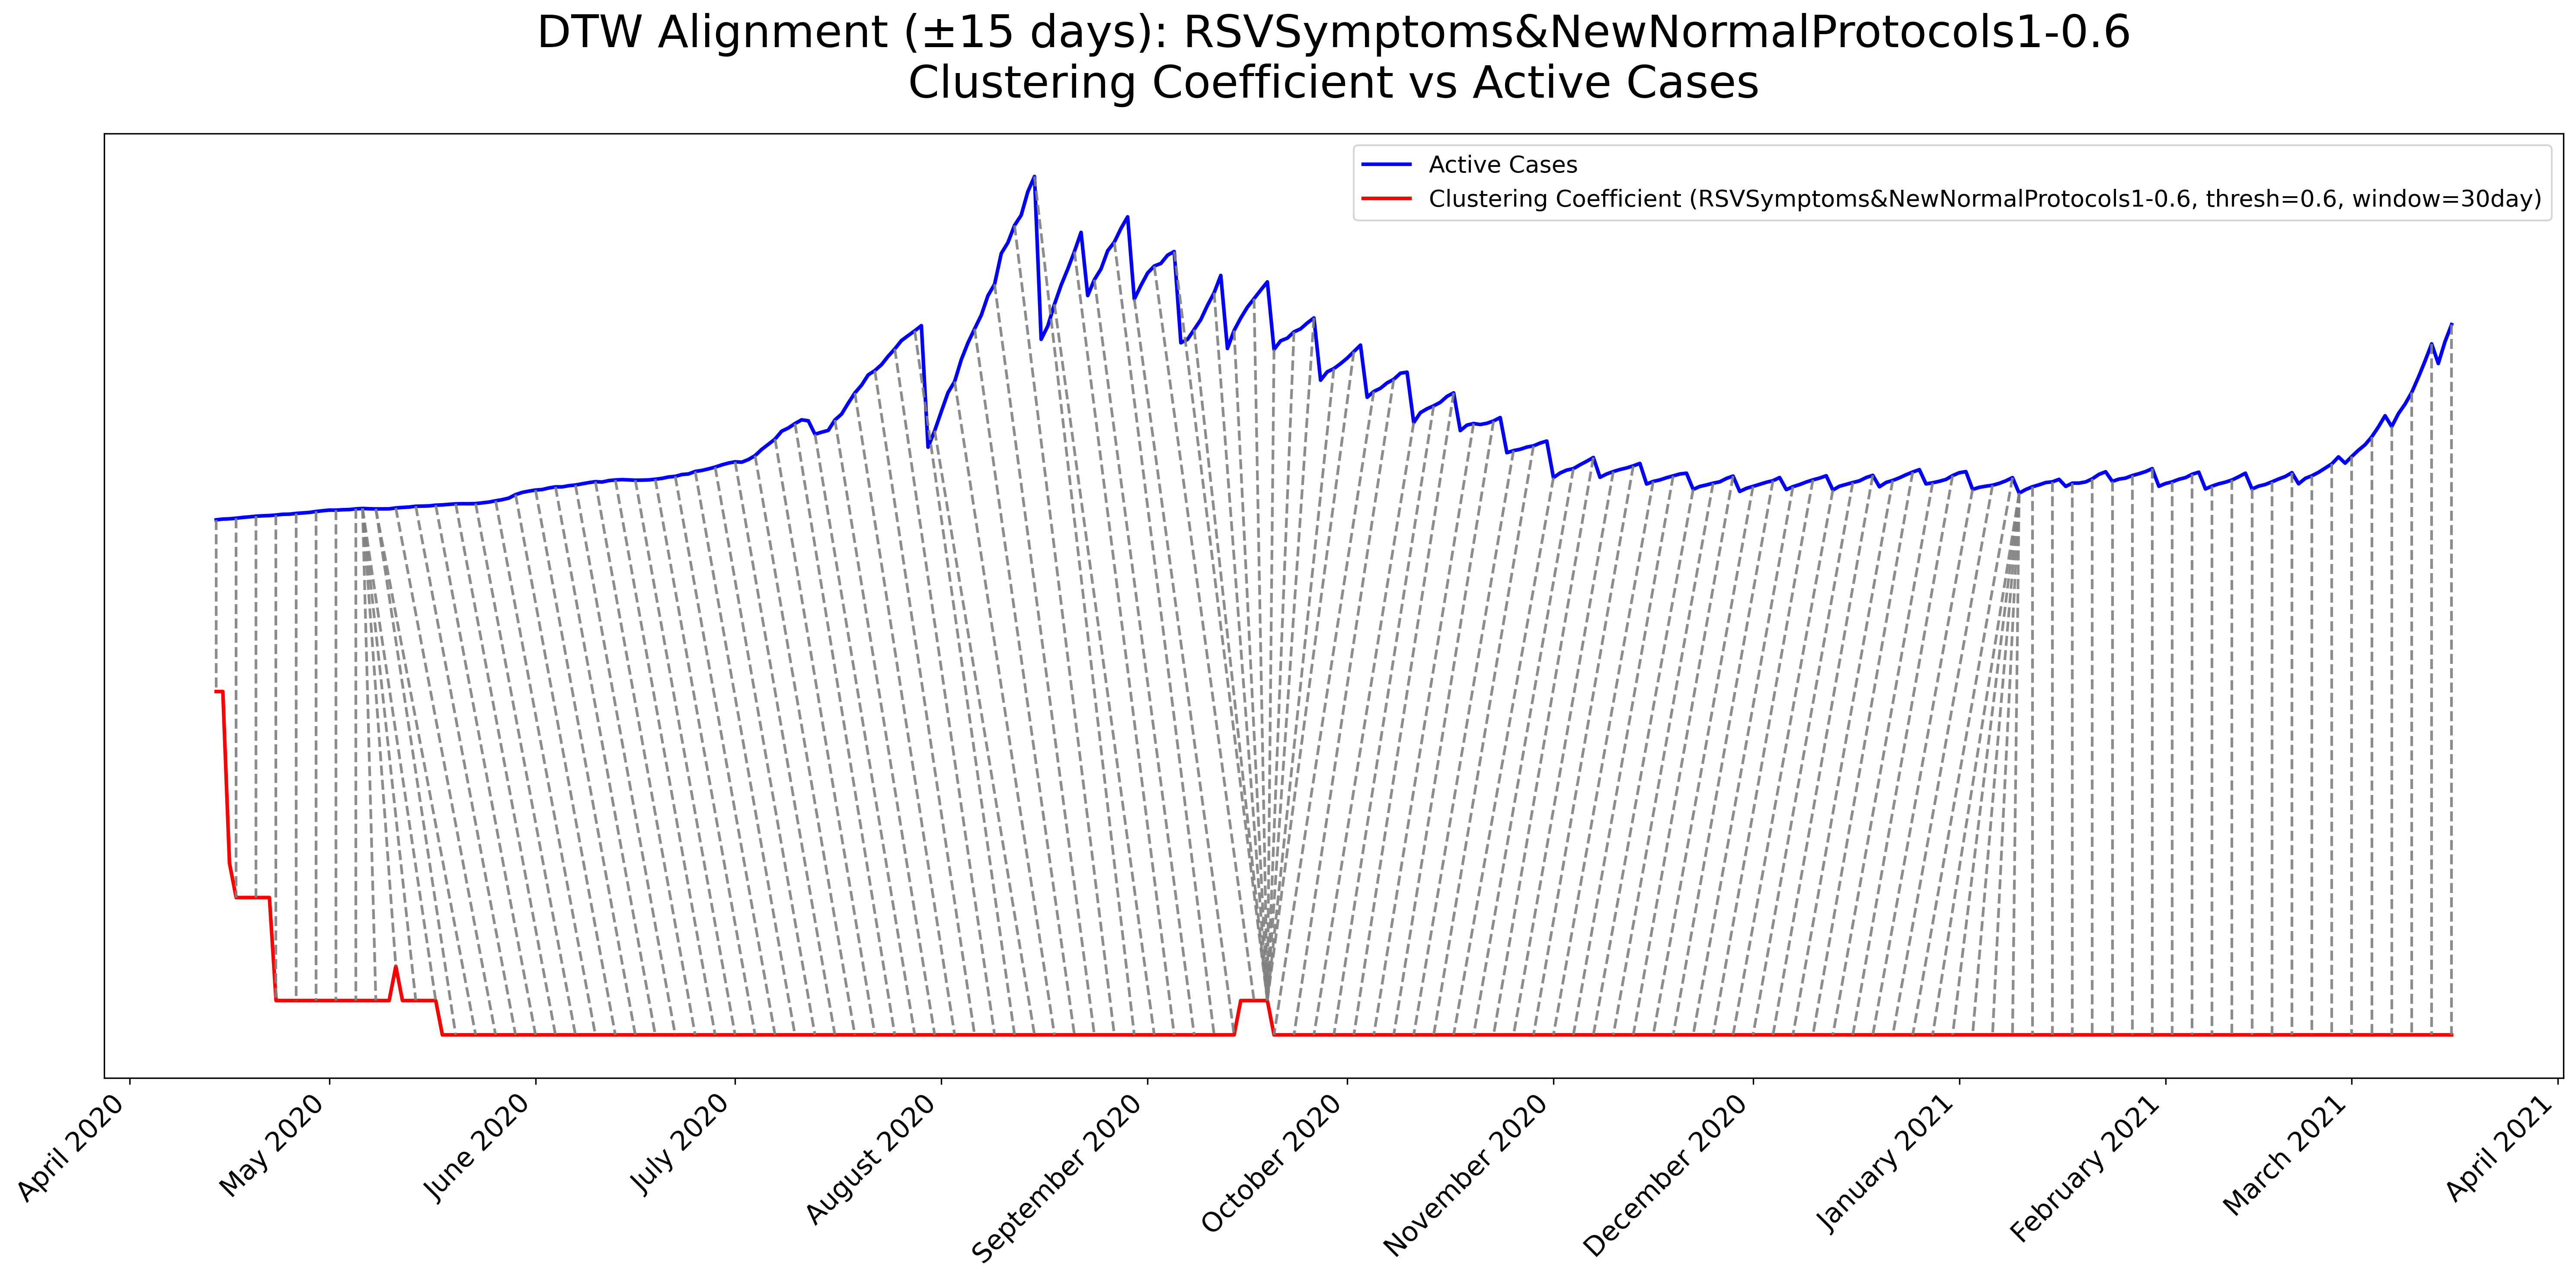 DTW Alignment (±15 days): RSVSymptoms&NewNormalProtocols1-0.6
Clustering Coefficient vs Active Cases
Active Cases
Clustering Coefficient (RSVSymptoms&NewNormalProtocols1-0.6, thresh=0.6, window=30day)
April 2020
May 2020
June 2020
July 2020
August 2020
September 2020
October 2020
November 2020
December 2020
January 2021
February 2021
March 2021
April 2021